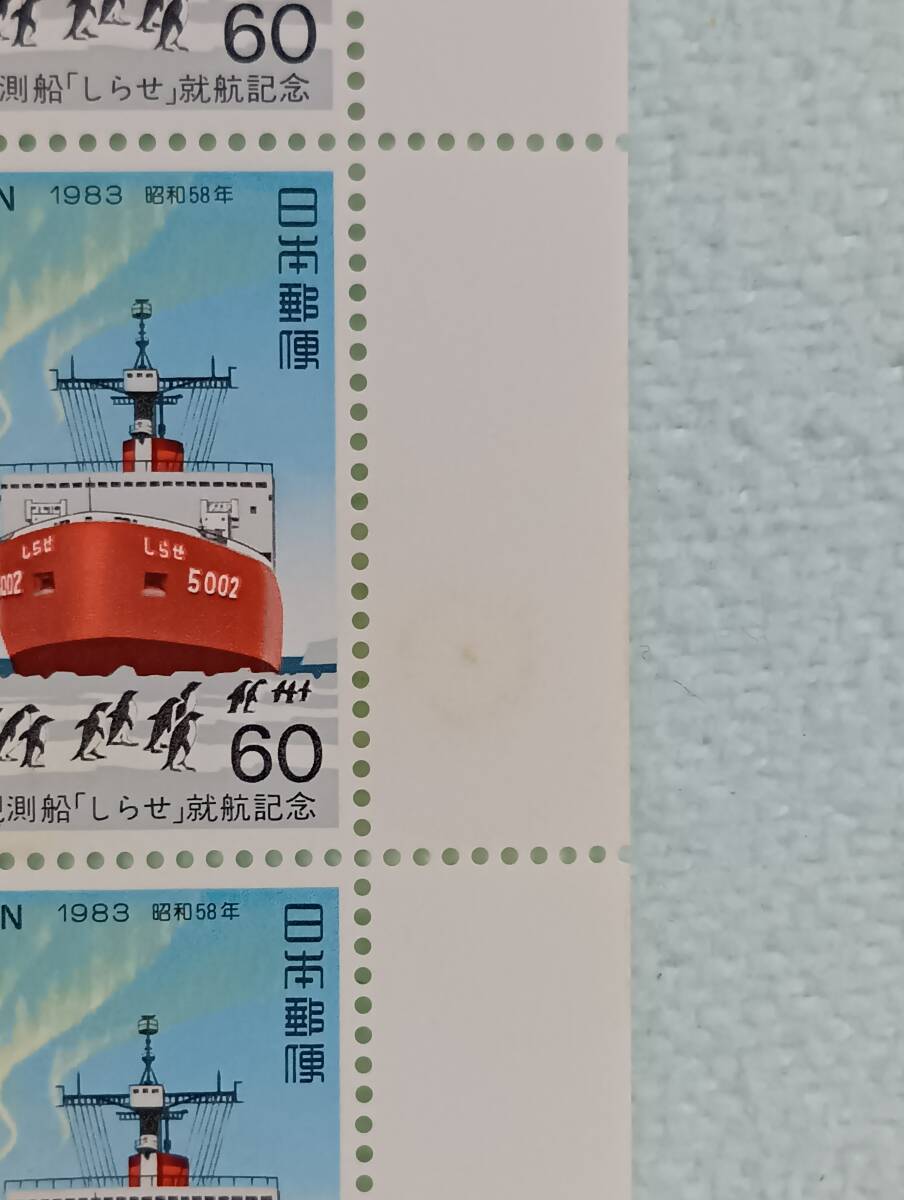 60
測船「しらせ」就航記念
N 1983 昭和58年
日本郵便
しらせ しらせ
002 5002
60
測船「しらせ」就航記念
N 1983 昭和58年
日本郵便